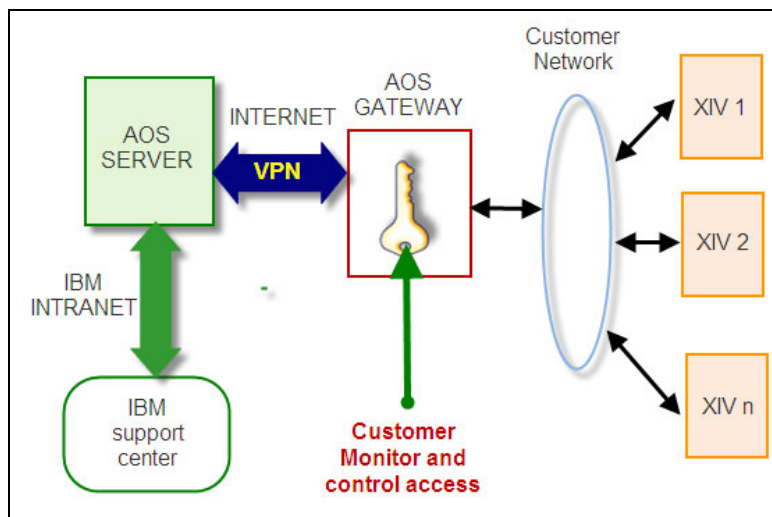 AOS
SERVER
INTERNET
VPN
AOS
GATEWAY
Customer
Network
XIV 1
XIV 2
XIV n
IBM
INTRANET
IBM
support
center
Customer
Monitor and
control access